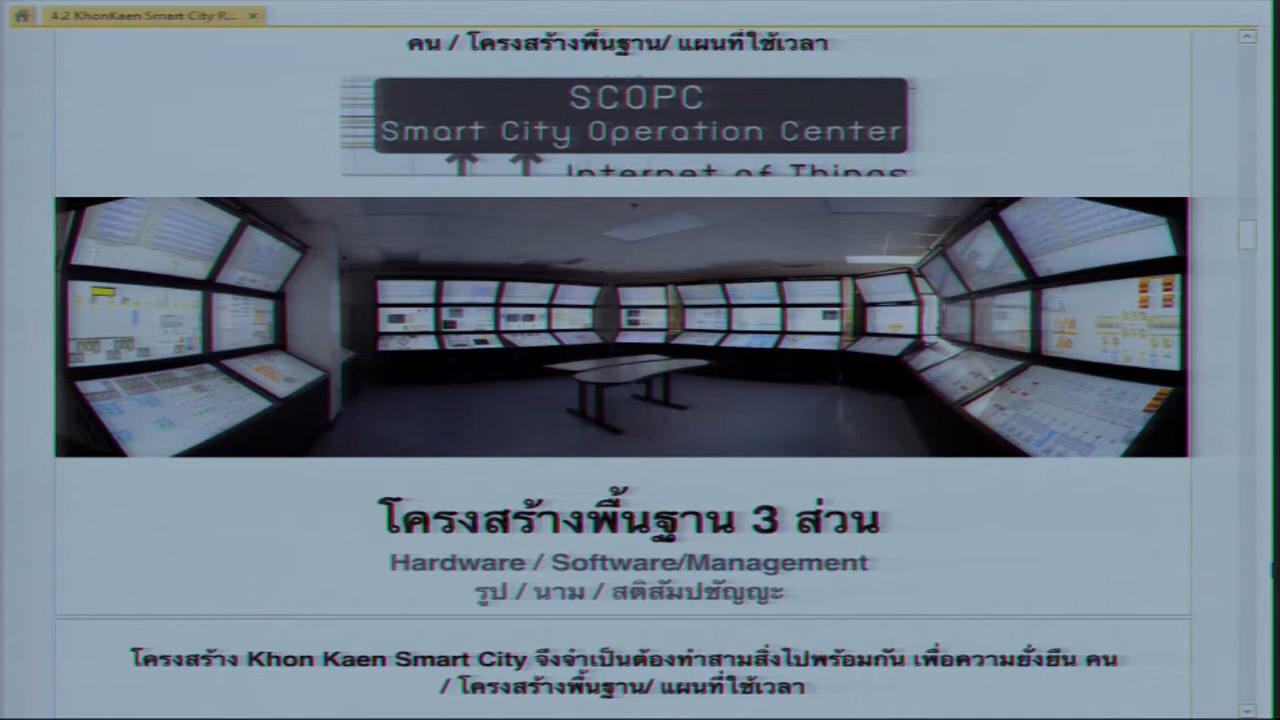 4.2 KhonKaen Smart City R...
คน / โครงสร้างพื้นฐาน/ แผนที่ใช้เวลา
SCOPC
Smart City Operation Center
Internet of Things
โครงสร้างพื้นฐาน 3 ส่วน
Hardware / Software/Management
รูป / นาม / สติสัมปชัญญะ
โครงสร้าง Khon Kaen Smart City จึงจำเป็นต้องทำสามสิ่งไปพร้อมกัน เพื่อความยั่งยืน คน
/ โครงสร้างพื้นฐาน/ แผนที่ใช้เวลา